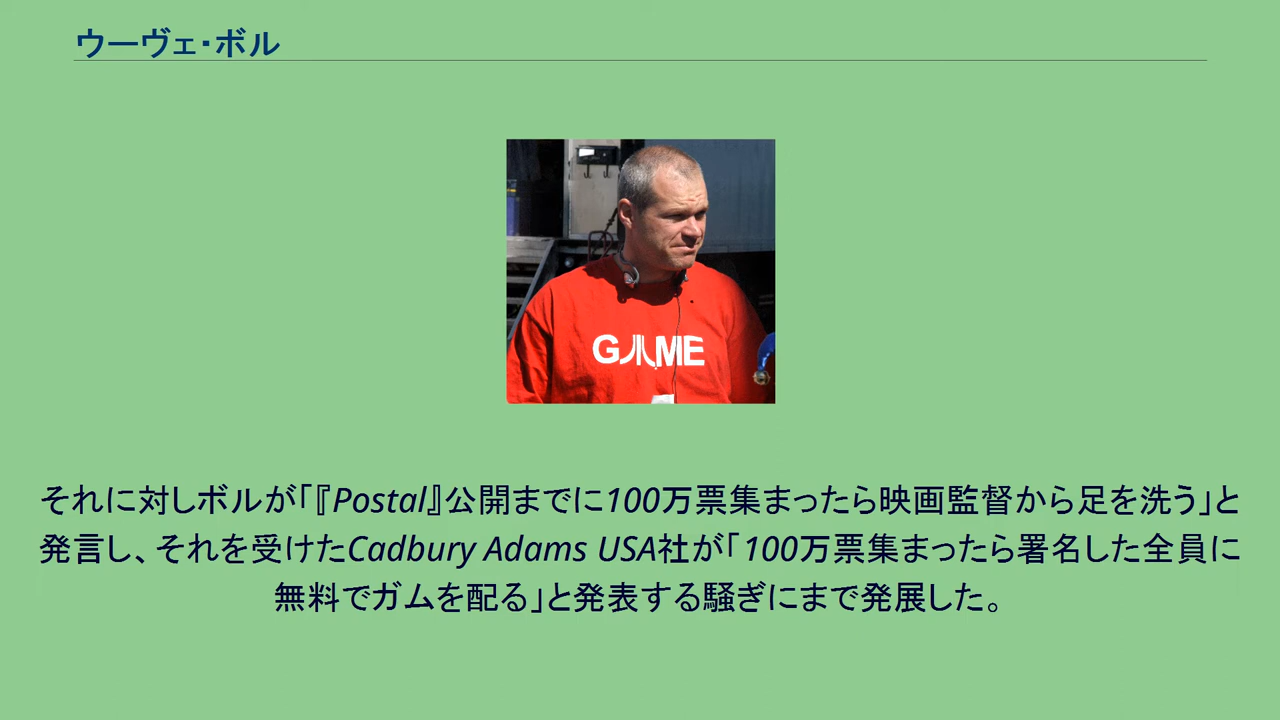 ウーヴェ・ボル
GAME
それに対しボルが「『Postal』公開までに100万票集まったら映画監督から足を洗う」と
発言し、それを受けたCadbury Adams USA社が「100万票集まったら署名した全員に
無料でガムを配る」と発表する騒ぎにまで発展した。